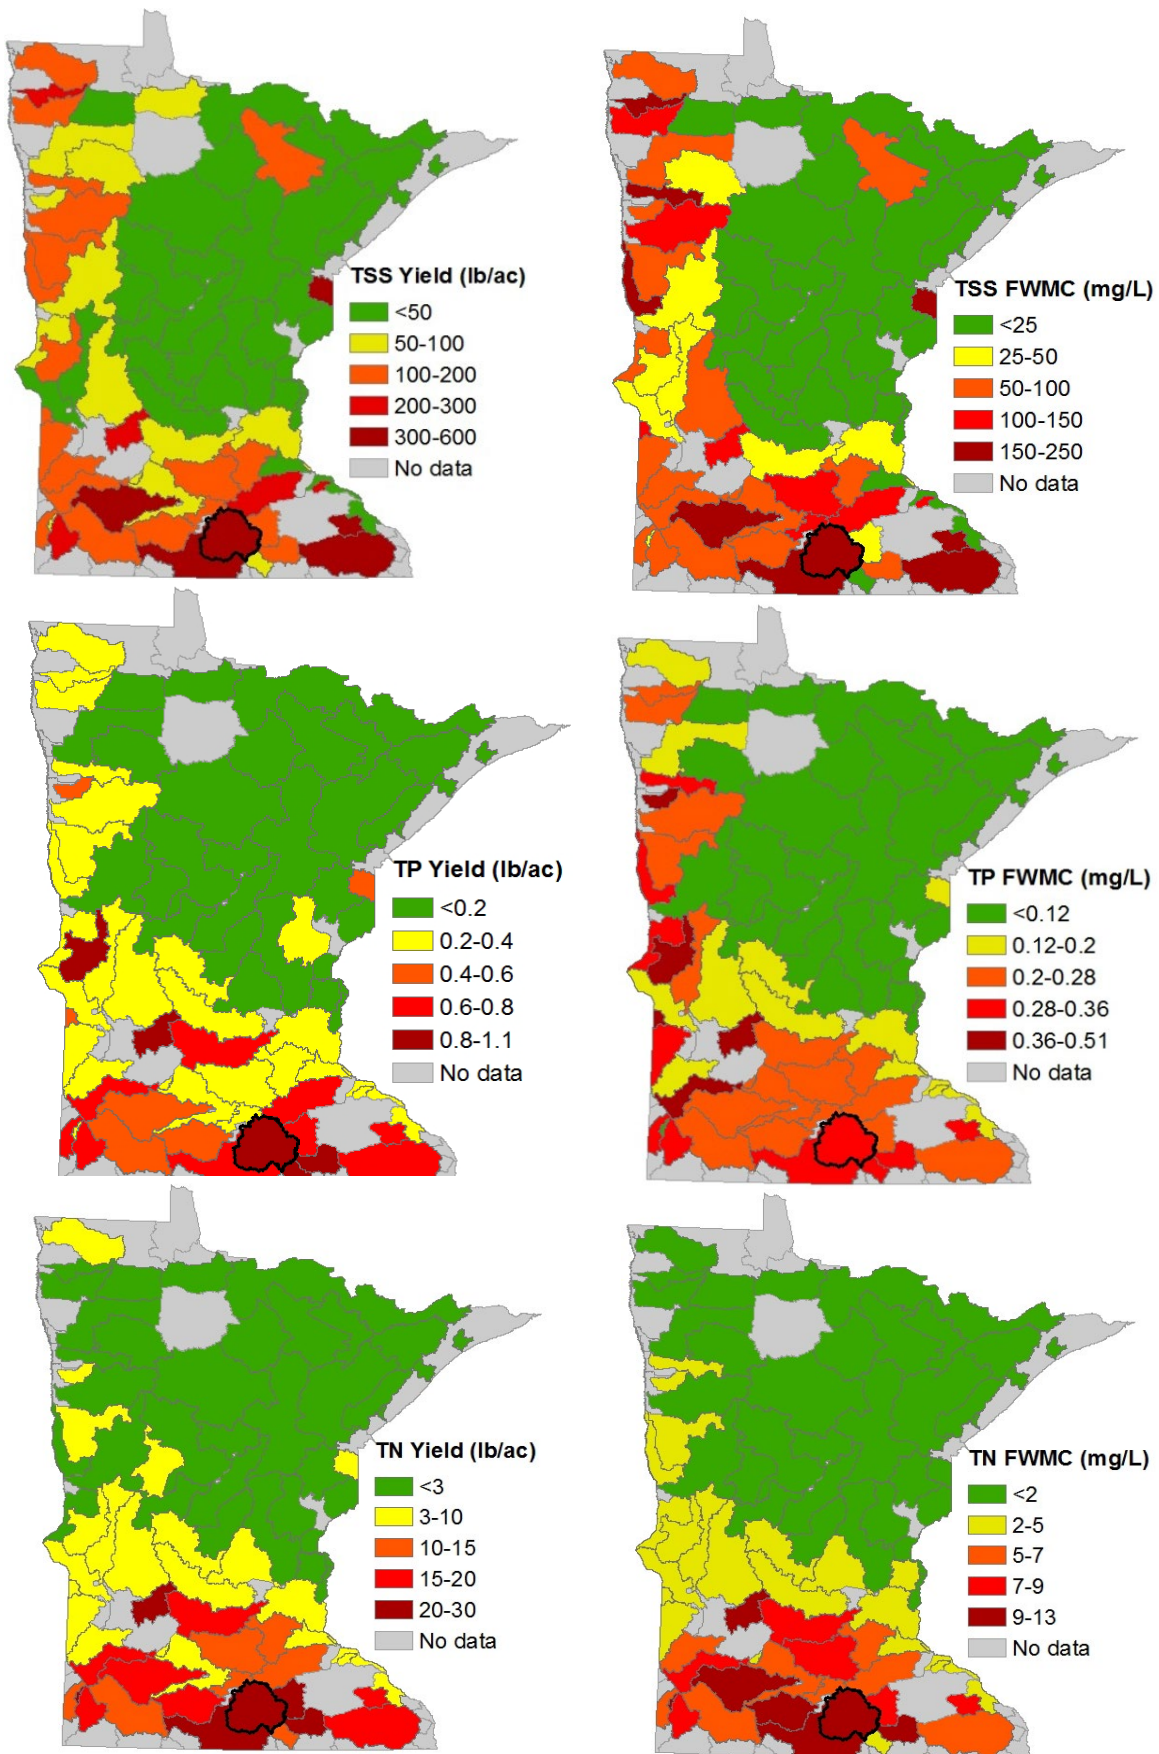 TSS Yield (lb/ac)
<50
50-100
100-200
200-300
300-600
No data
TSS FWMC (mg/L)
<25
25-50
50-100
100-150
150-250
No data
TP Yield (lb/ac)
<0.2
0.2-0.4
0.4-0.6
0.6-0.8
0.8-1.1
No data
TP FWMC (mg/L)
<0.12
0.12-0.2
0.2-0.28
0.28-0.36
0.36-0.51
No data
TN Yield (lb/ac)
<3
3-10
10-15
15-20
20-30
No data
TN FWMC (mg/L)
<2
2-5
5-7
7-9
9-13
No data